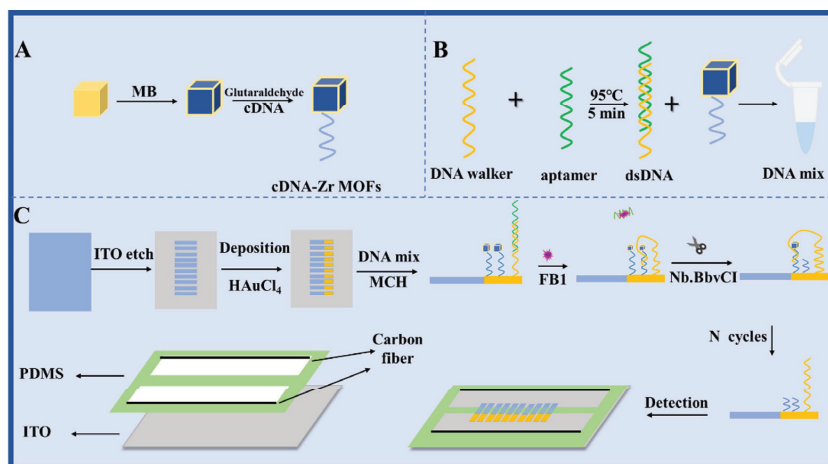 A
MB
Glutaraldehyde
cDNA
cDNA-Zr MOFs
B
95°C
5 min
DNA walker
aptamer
dsDNA
DNA mix
C
ITO etch
Deposition
HAuCl4
DNA mix
MCH
FB1
Nb.BbvCI
N cycles
Carbon
fiber
PDMS
ITO
Detection